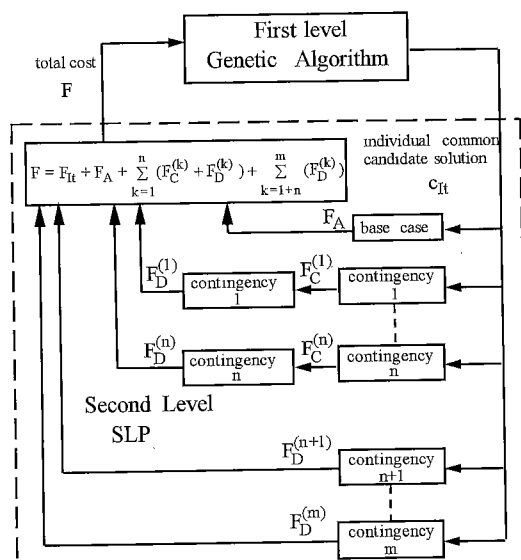 First level
Genetic Algorithm
total cost
F
F = F_It + F_A + n Σ k=1 (F_C^(k) + F_D^(k)) + m Σ k=1+n (F_D^(k))
individual common
candidate solution
c_It
F_A
base case
F_D^(1)
contingency
1
F_C^(1)
contingency
1
F_D^(n)
contingency
n
F_C^(n)
contingency
n
Second Level
SLP
F_D^(n+1)
contingency
n+1
F_D^(m)
contingency
m